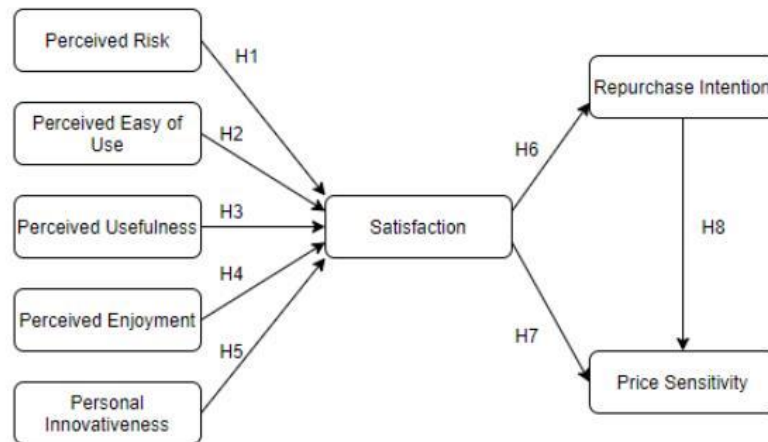 Perceived Risk
H1
Perceived Easy of
Use
H2
Perceived Usefulness
H3
Perceived Enjoyment
H4
Personal
Innovativeness
H5
Satisfaction
H6
H7
Repurchase Intention
H8
Price Sensitivity